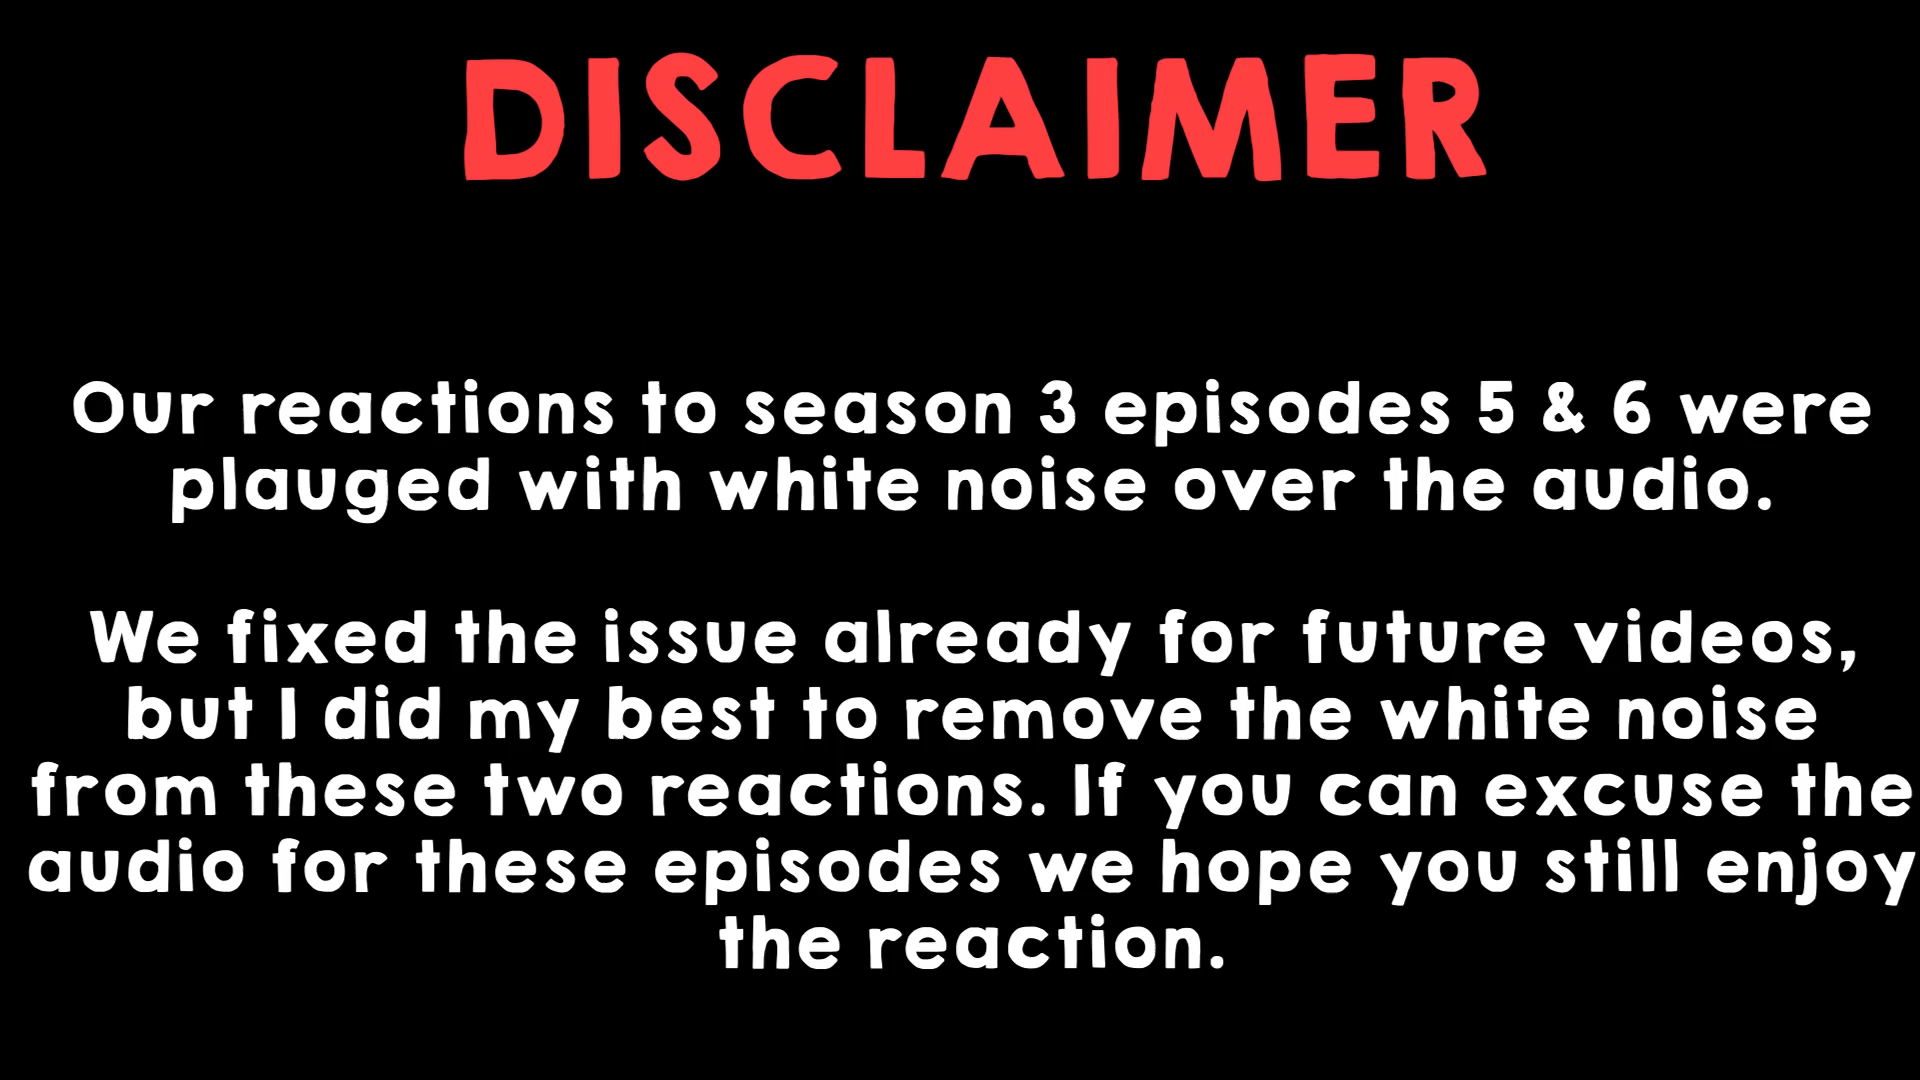 DISCLAIMER
Our reactions to season 3 episodes 5 & 6 were
plauged with white noise over the audio.
We fixed the issue already for future videos,
but I did my best to remove the white noise
from these two reactions. If you can excuse the
audio for these episodes we hope you still enjoy
the reaction.